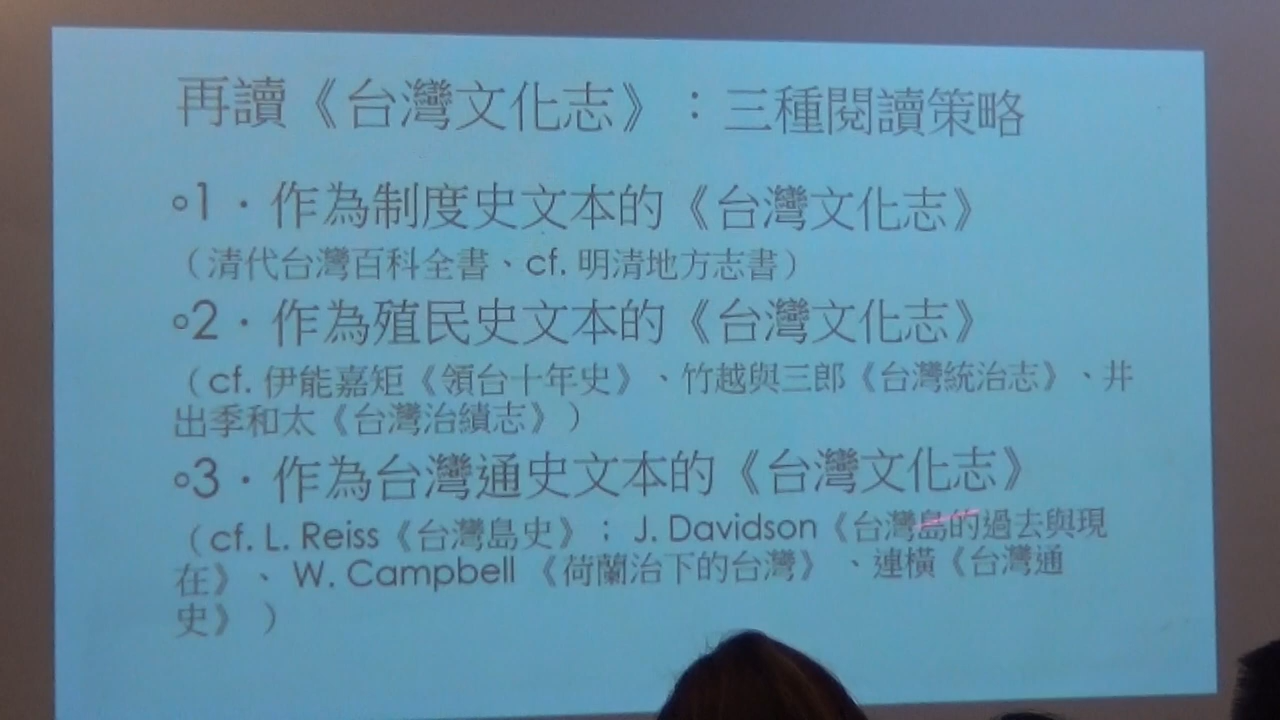 再讀《台灣文化志》：三種閱讀策略
1．作為制度史文本的《台灣文化志》
（清代台灣百科全書、cf. 明清地方志書）
2．作為殖民史文本的《台灣文化志》
（cf. 伊能嘉矩《領台十年史》、竹越與三郎《台灣統治志》、井
出季和太《台灣治績志》）
3．作為台灣通史文本的《台灣文化志》
（cf. L. Reiss《台灣島史》；J. Davidson《台灣島的過去與現
在》、 W. Campbell 《荷蘭治下的台灣》 、連橫《台灣通
史》 ）